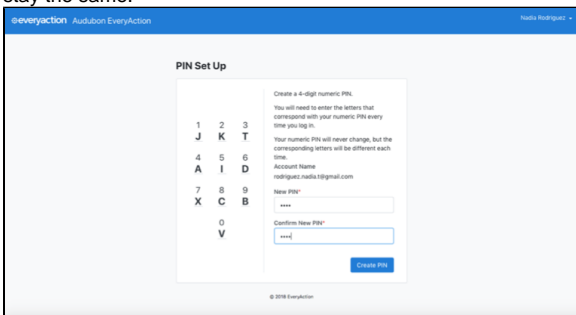 stay the same.
everyaction Audubon EveryAction
Nadia Rodriguez
PIN Set Up
1 2 3
J K T
4 5 6
A I D
7 8 9
X C B
0
V
Create a 4-digit numeric PIN.
You will need to enter the letters that
correspond with your numeric PIN every
time you log in.
Your numeric PIN will never change, but the
corresponding letters will be different each
time.
Account Name
rodriguez.nadia.t@gmail.com
New PIN*
••••
Confirm New PIN*
••••
Create PIN
© 2018 EveryAction